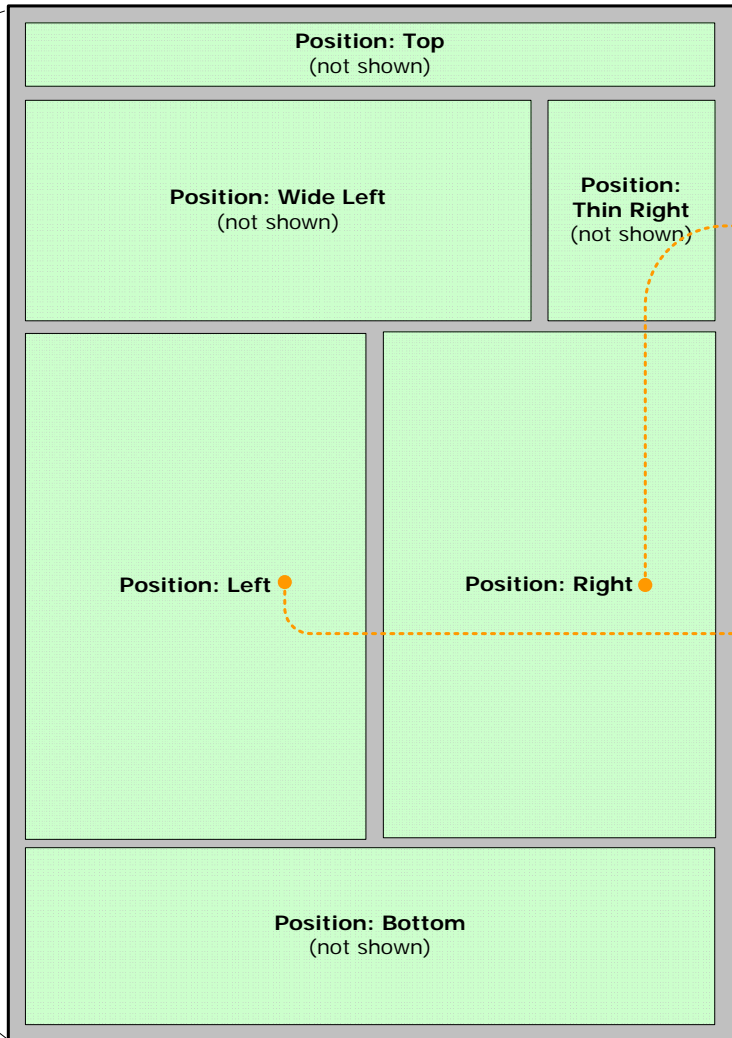 Position: Top
(not shown)
Position: Wide Left
(not shown)
Position:
Thin Right
(not shown)
Position: Left
Position: Right
Position: Bottom
(not shown)